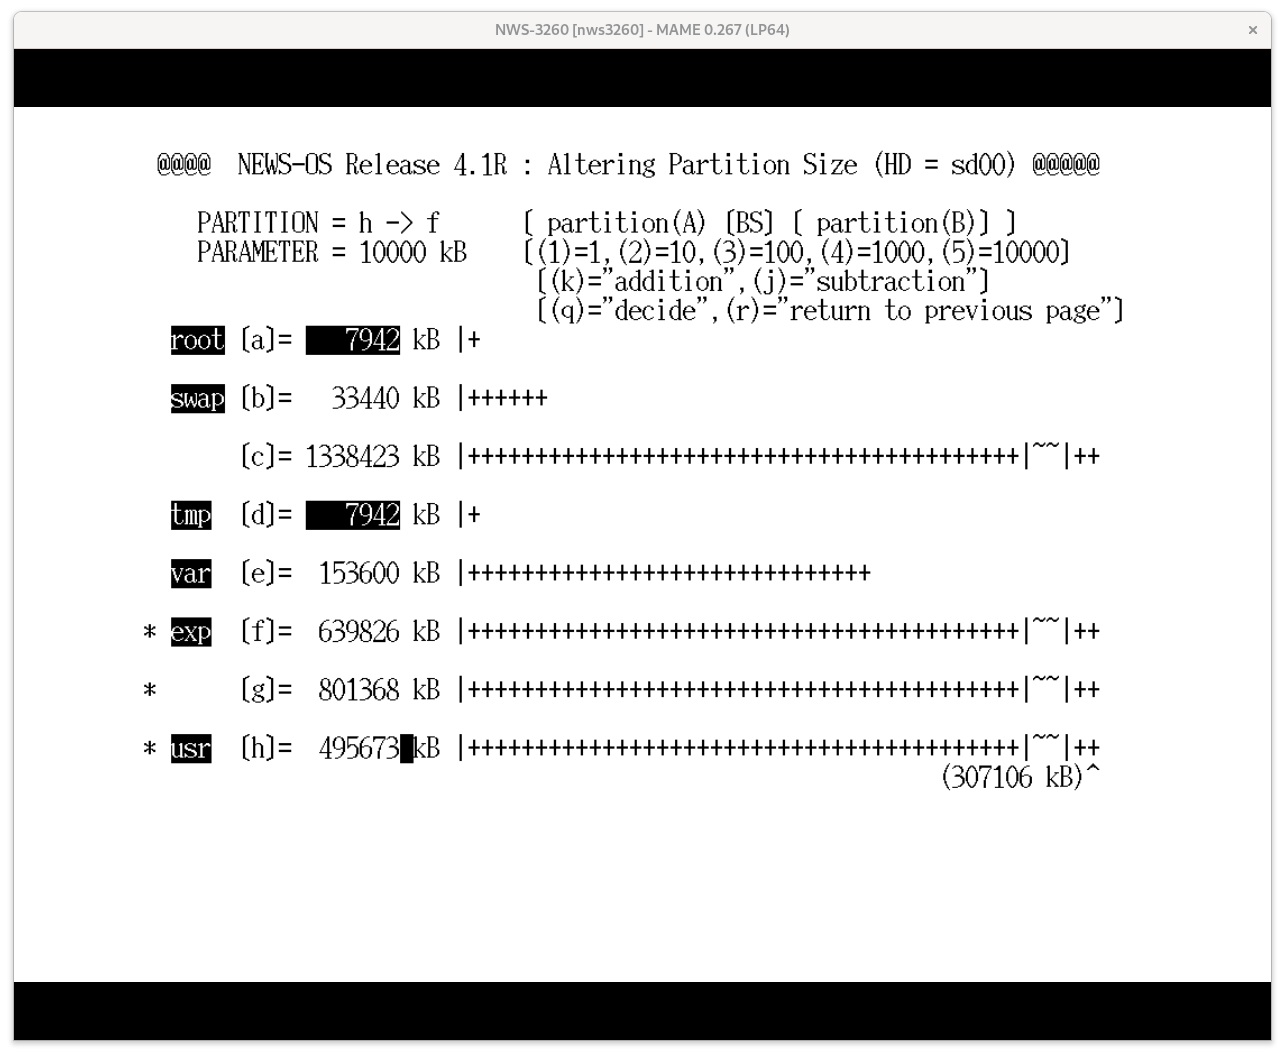 NWS-3260 [nws3260] - MAME 0.267 (LP64)
@@@@ NEWS-OS Release 4.1R : Altering Partition Size (HD = sd00) @@@@@
PARTITION = h -> f [ partition(A) [BS] [ partition(B)] ]
PARAMETER = 10000 kB [(1)=1,(2)=10,(3)=100,(4)=1000,(5)=10000]
[(k)="addition",(j)="subtraction"]
[(q)="decide",(r)="return to previous page"]
root [a]= 7942 kB |+
swap [b]= 33440 kB |++++++
[c]= 1338423 kB |+++++++++++++++++++++++++++++++++++++++++|~~|++
tmp [d]= 7942 kB |+
var [e]= 153600 kB |++++++++++++++++++++++++++++++
* exp [f]= 639826 kB |+++++++++++++++++++++++++++++++++++++++++|~~|++
* [g]= 801368 kB |+++++++++++++++++++++++++++++++++++++++++|~~|++
* usr [h]= 495673 kB |+++++++++++++++++++++++++++++++++++++++++|~~|++
(307106 kB)^